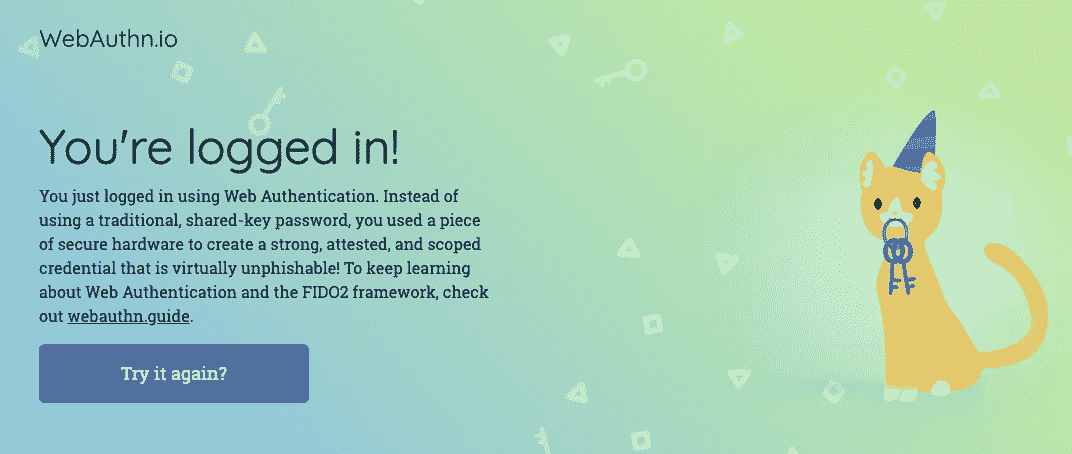 WebAuthn.io
You're logged in!
You just logged in using Web Authentication. Instead of
using a traditional, shared-key password, you used a piece
of secure hardware to create a strong, attested, and scoped
credential that is virtually unphishable! To keep learning
about Web Authentication and the FIDO2 framework, check
out webauthn.guide.
Try it again?